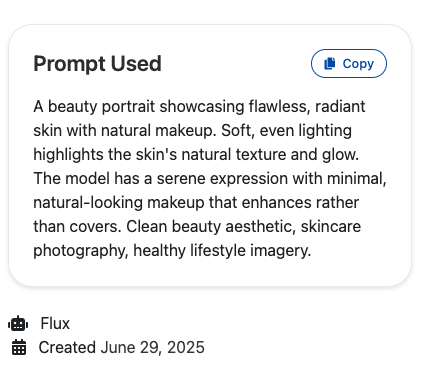 Prompt Used
Copy
A beauty portrait showcasing flawless, radiant
skin with natural makeup. Soft, even lighting
highlights the skin's natural texture and glow.
The model has a serene expression with minimal,
natural-looking makeup that enhances rather
than covers. Clean beauty aesthetic, skincare
photography, healthy lifestyle imagery.
Flux
Created June 29, 2025